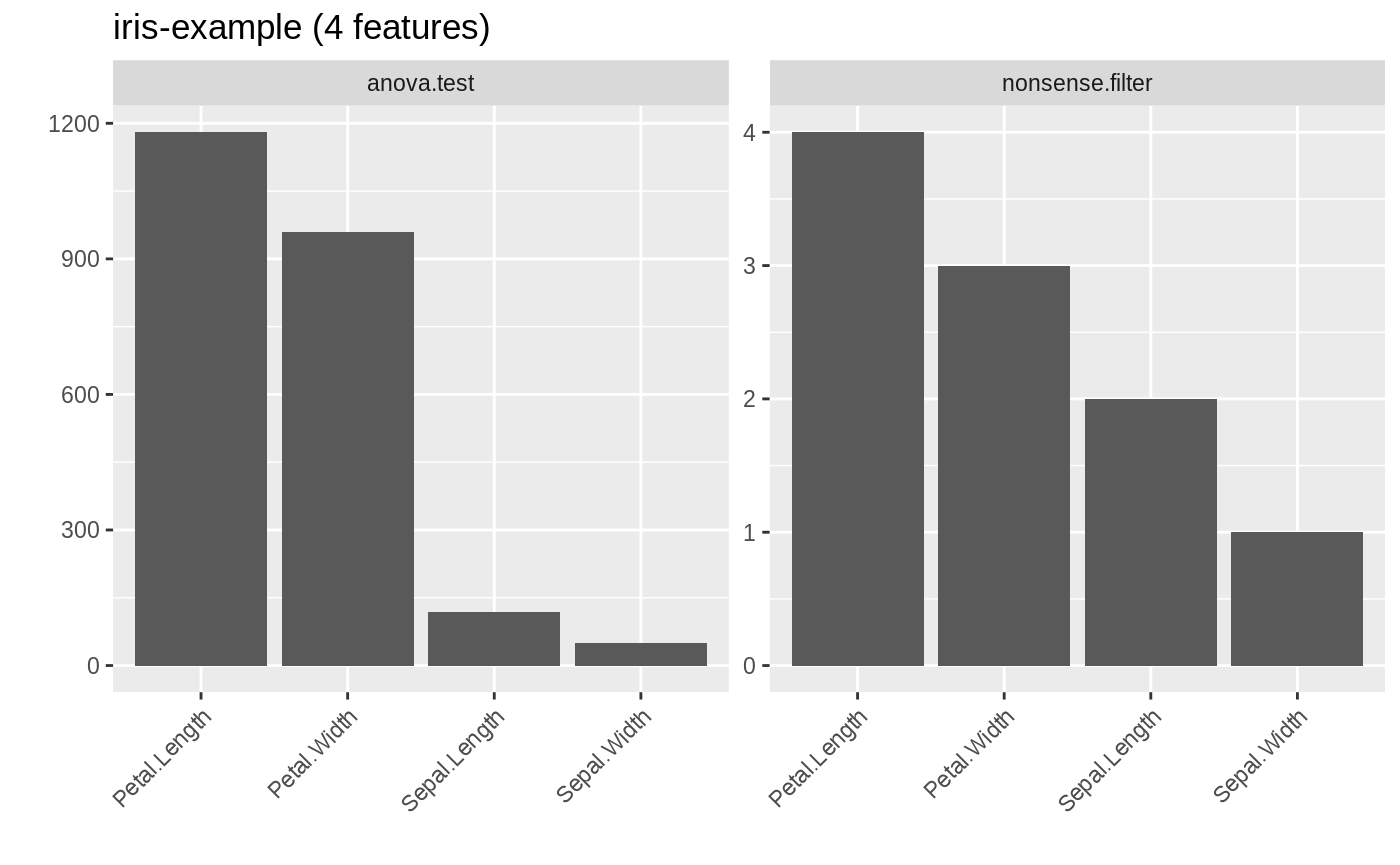 iris-example (4 features)
anova.test
nonsense.filter
1200
900
600
300
0
4
3
2
1
0
Petal.Length
Petal.Width
Sepal.Length
Sepal.Width
Petal.Length
Petal.Width
Sepal.Length
Sepal.Width